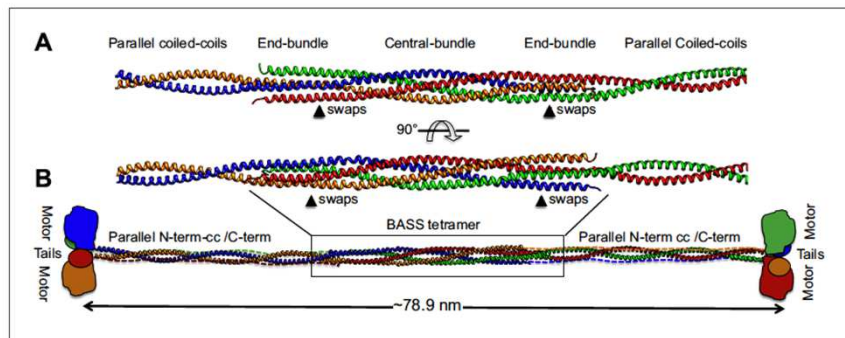 A
Parallel coiled-coils End-bundle Central-bundle End-bundle Parallel Coiled-coils
swaps swaps
90°
B
swaps swaps
BASS tetramer
Motor Parallel N-term-cc /C-term Parallel N-term cc /C-term Motor
Tails Tails
Motor Motor
~78.9 nm